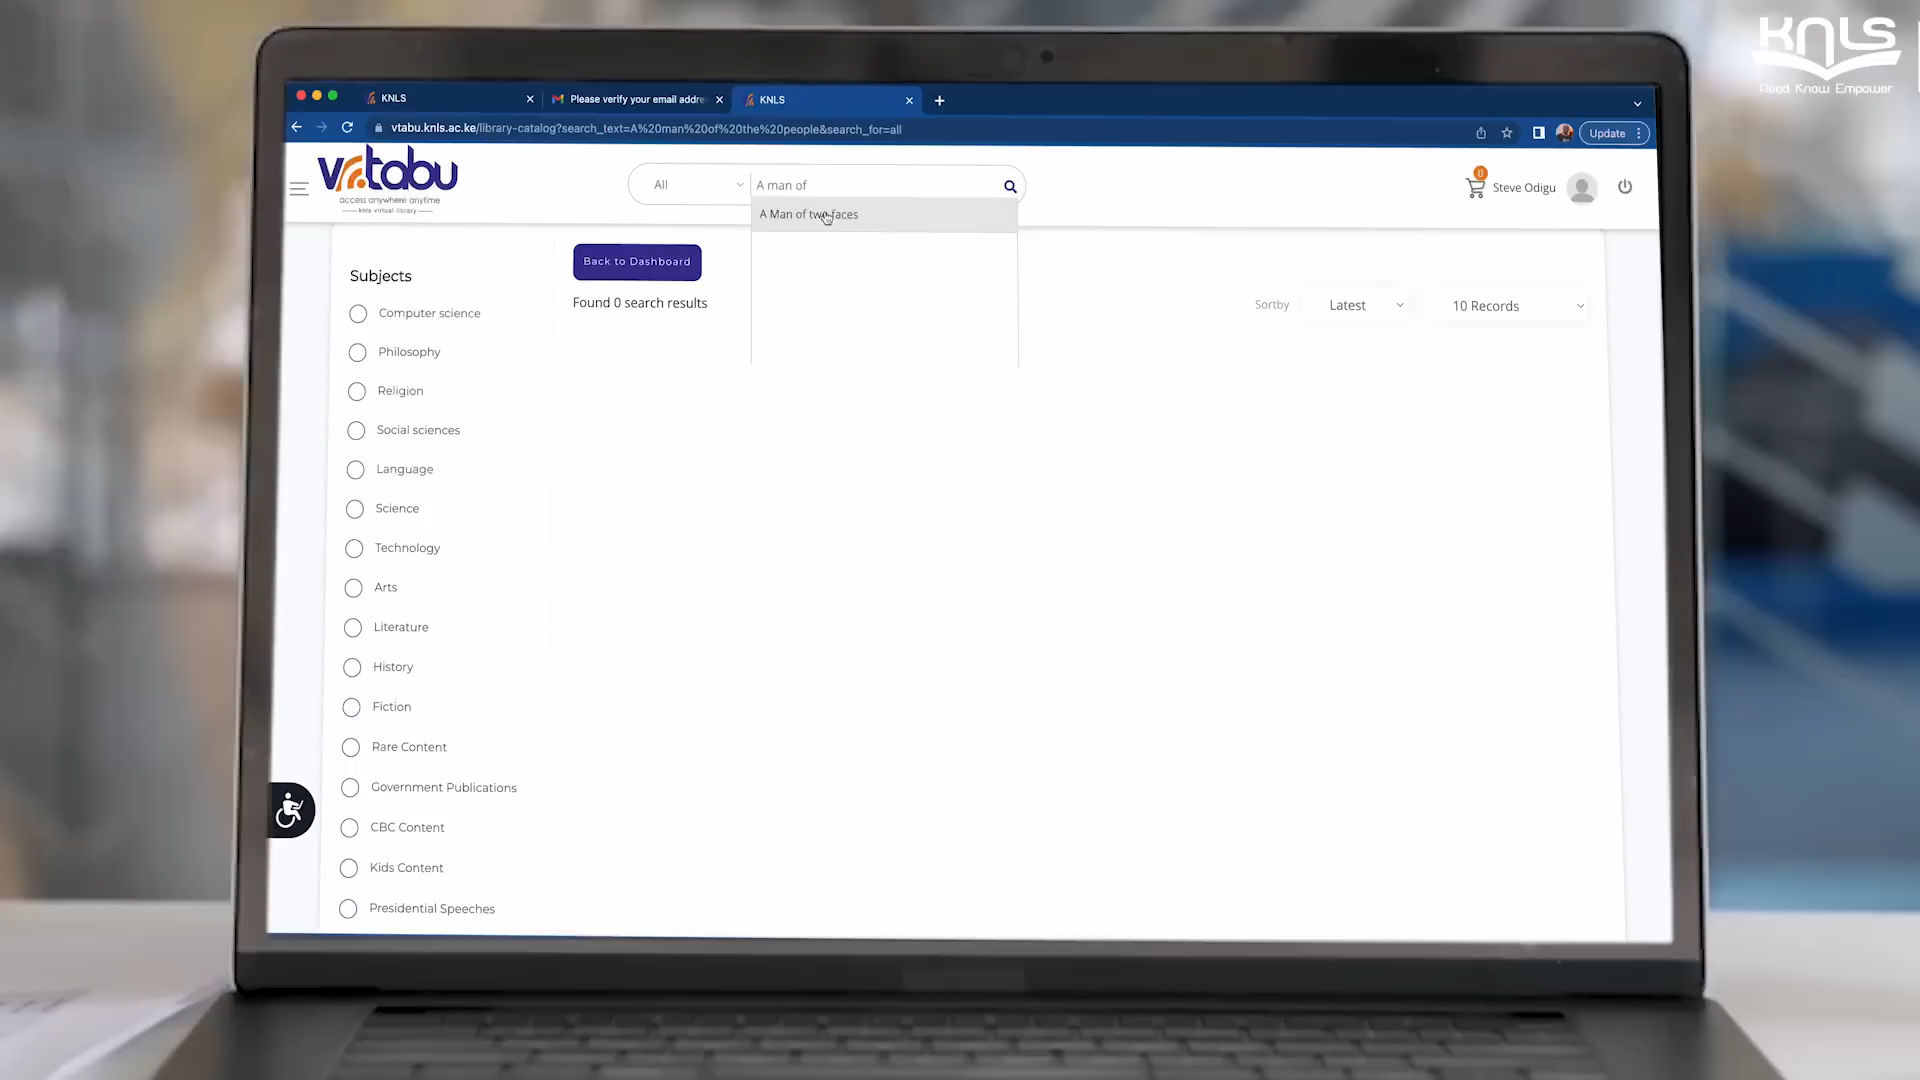 KNLS
Read Know Empower
KNLS
Please verify your email addre
KNLS
vtabu.knls.ac.ke/library-catalog?search_text=A%20man%20of%20the%20people&search_for=all
Update
vtabu
access anywhere anytime
knls virtual library
All
A man of
0
Steve Odigu
A Man of two faces
Back to Dashboard
Found 0 search results
Sortby
Latest
10 Records
Subjects
Computer science
Philosophy
Religion
Social sciences
Language
Science
Technology
Arts
Literature
History
Fiction
Rare Content
Government Publications
CBC Content
Kids Content
Presidential Speeches